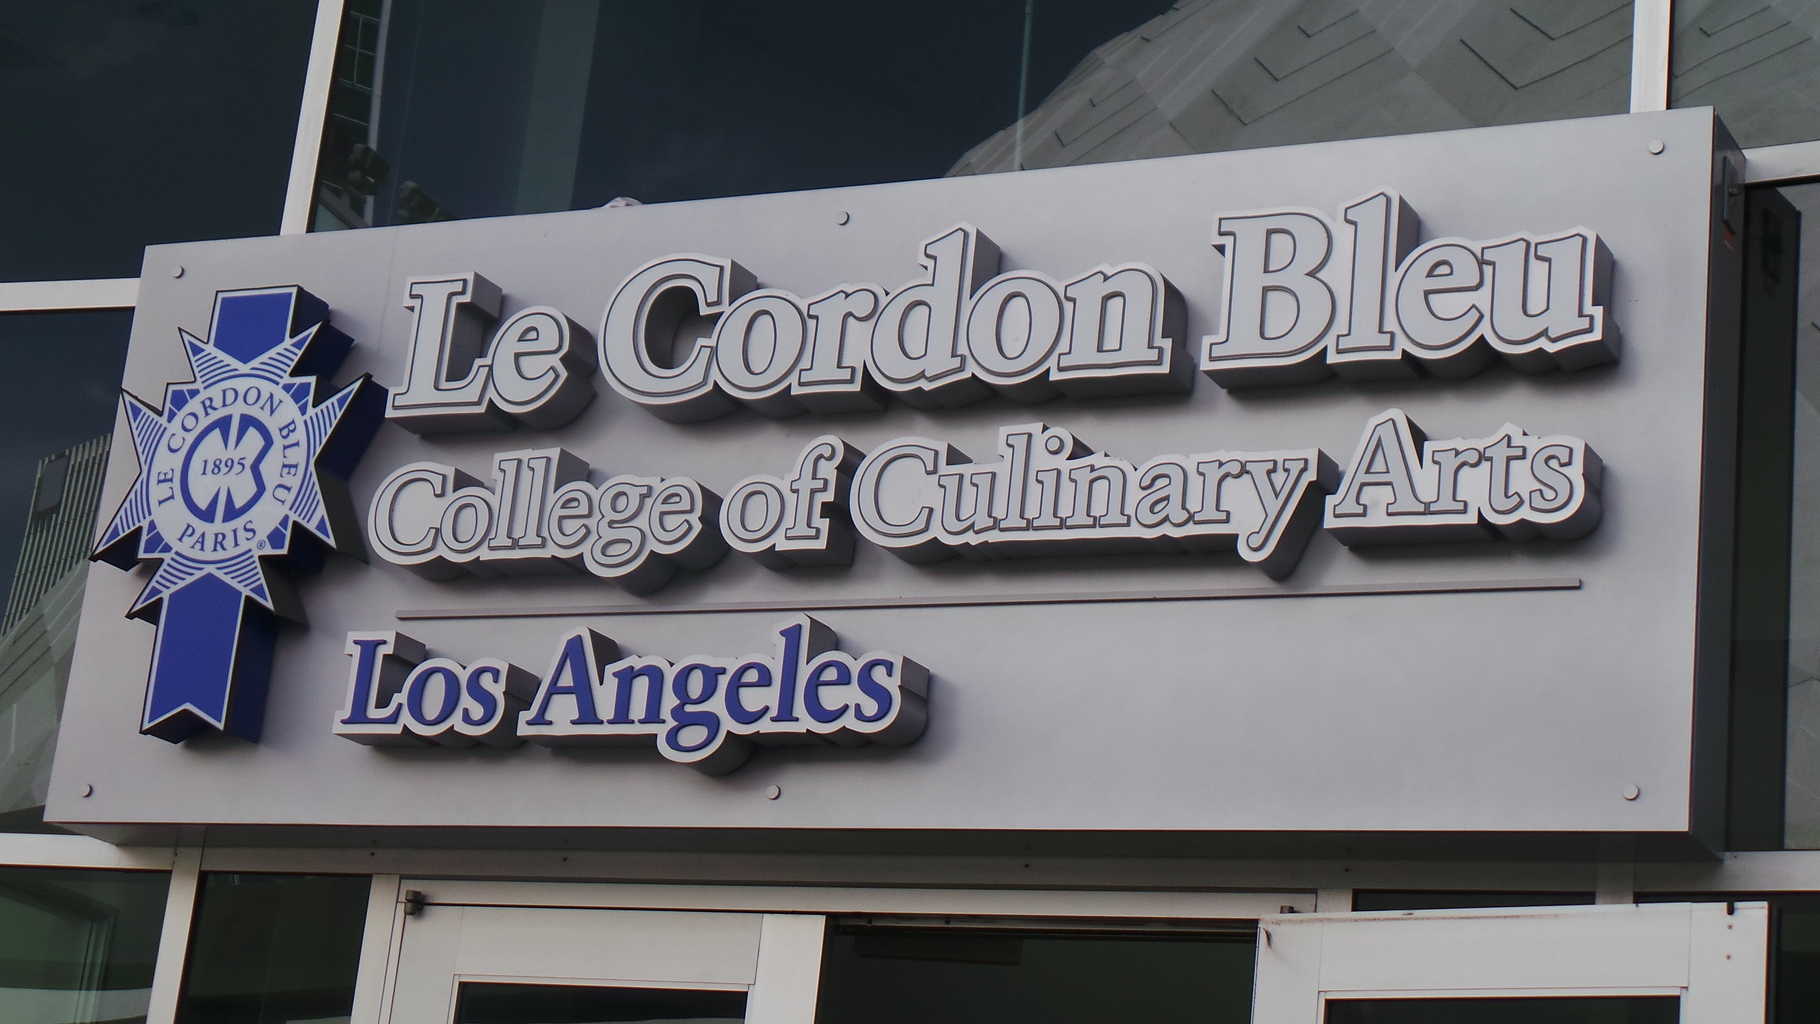 LE CORDON BLEU
1895
PARIS®
Le Cordon Bleu
College of Culinary Arts
Los Angeles